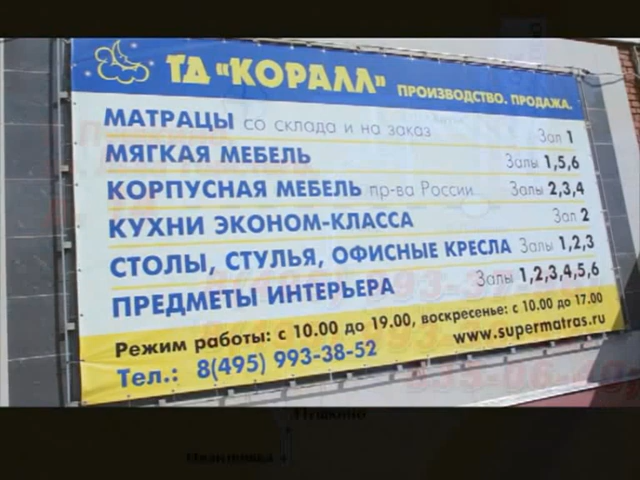 ТД "КОРАЛЛ" ПРОИЗВОДСТВО. ПРОДАЖА.
МАТРАЦЫ со склада и на заказ Зал 1
МЯГКАЯ МЕБЕЛЬ Залы 1,5,6
КОРПУСНАЯ МЕБЕЛЬ пр-ва России Залы 2,3,4
КУХНИ ЭКОНОМ-КЛАССА Зал 2
СТОЛЫ, СТУЛЬЯ, ОФИСНЫЕ КРЕСЛА Залы 1,2,3
ПРЕДМЕТЫ ИНТЕРЬЕРА Залы 1,2,3,4,5,6
Режим работы: с 10.00 до 19.00, воскресенье: с 10.00 до 17.00
www.supermatras.ru
Тел.: 8(495) 993-38-52
Пушкино